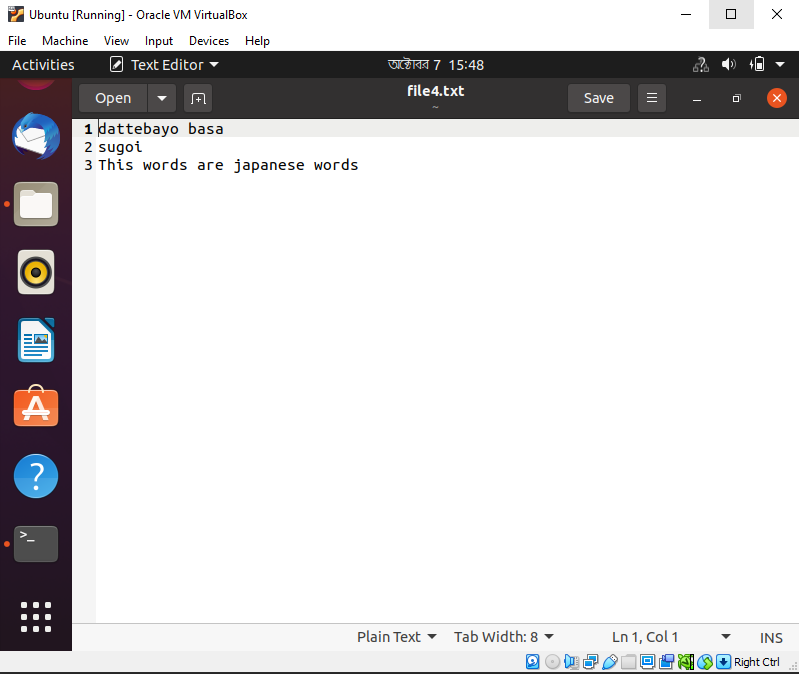 Ubuntu [Running] - Oracle VM VirtualBox
File Machine View Input Devices Help
Activities Text Editor অক্টোবর 7 15:48
Open file4.txt Save
~
1 dattebayo basa
2 sugoi
3 This words are japanese words
Plain Text Tab Width: 8 Ln 1, Col 1 INS
Right Ctrl